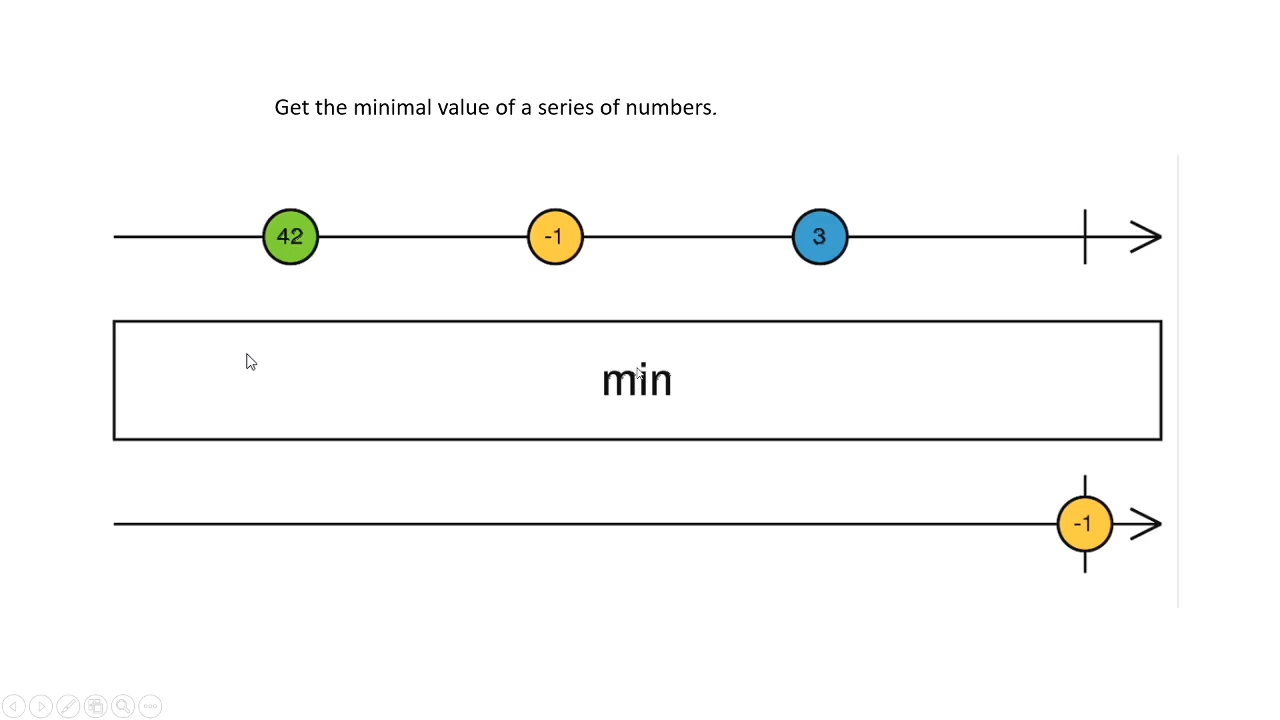 Get the minimal value of a series of numbers.
42 -1 3
min
-1